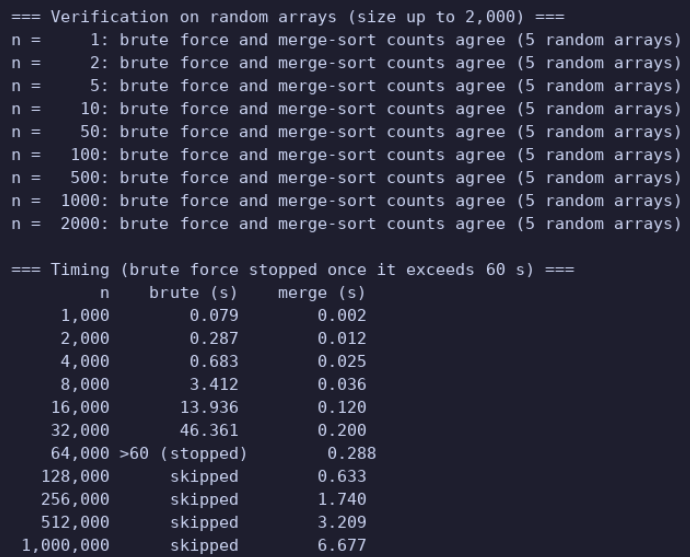 === Verification on random arrays (size up to 2,000) ===
n =     1: brute force and merge-sort counts agree (5 random arrays)
n =     2: brute force and merge-sort counts agree (5 random arrays)
n =     5: brute force and merge-sort counts agree (5 random arrays)
n =    10: brute force and merge-sort counts agree (5 random arrays)
n =    50: brute force and merge-sort counts agree (5 random arrays)
n =   100: brute force and merge-sort counts agree (5 random arrays)
n =   500: brute force and merge-sort counts agree (5 random arrays)
n =  1000: brute force and merge-sort counts agree (5 random arrays)
n =  2000: brute force and merge-sort counts agree (5 random arrays)

=== Timing (brute force stopped once it exceeds 60 s) ===
         n    brute (s)    merge (s)
     1,000        0.079        0.002
     2,000        0.287        0.012
     4,000        0.683        0.025
     8,000        3.412        0.036
    16,000       13.936        0.120
    32,000       46.361        0.200
    64,000 >60 (stopped)        0.288
   128,000      skipped        0.633
   256,000      skipped        1.740
   512,000      skipped        3.209
 1,000,000      skipped        6.677